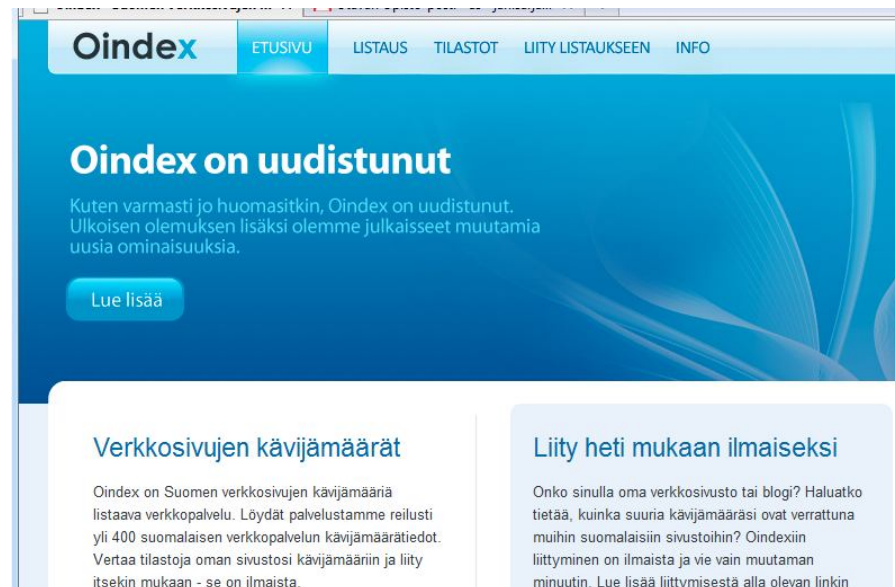 Oindex
ETUSIVU LISTAUS TILASTOT LIITY LISTAUKSEEN INFO
Oindex on uudistunut
Kuten varmasti jo huomasitkin, Oindex on uudistunut.
Ulkoisen olemuksen lisäksi olemme julkaisseet muutamia
uusia ominaisuuksia.
Lue lisää
Verkkosivujen kävijämäärät
Oindex on Suomen verkkosivujen kävijämääriä
listaava verkkopalvelu. Löydät palvelustamme reilusti
yli 400 suomalaisen verkkopalvelun kävijämäärätiedot.
Vertaa tilastoja oman sivustosi kävijämääriin ja liity
itsekin mukaan - se on ilmaista.
Liity heti mukaan ilmaiseksi
Onko sinulla oma verkkosivusto tai blogi? Haluatko
tietää, kuinka suuria kävijämääräsi ovat verrattuna
muihin suomalaisiin sivustoihin? Oindexiin
liittyminen on ilmaista ja vie vain muutaman
minuutin. Lue lisää liittymisestä alla olevan linkin